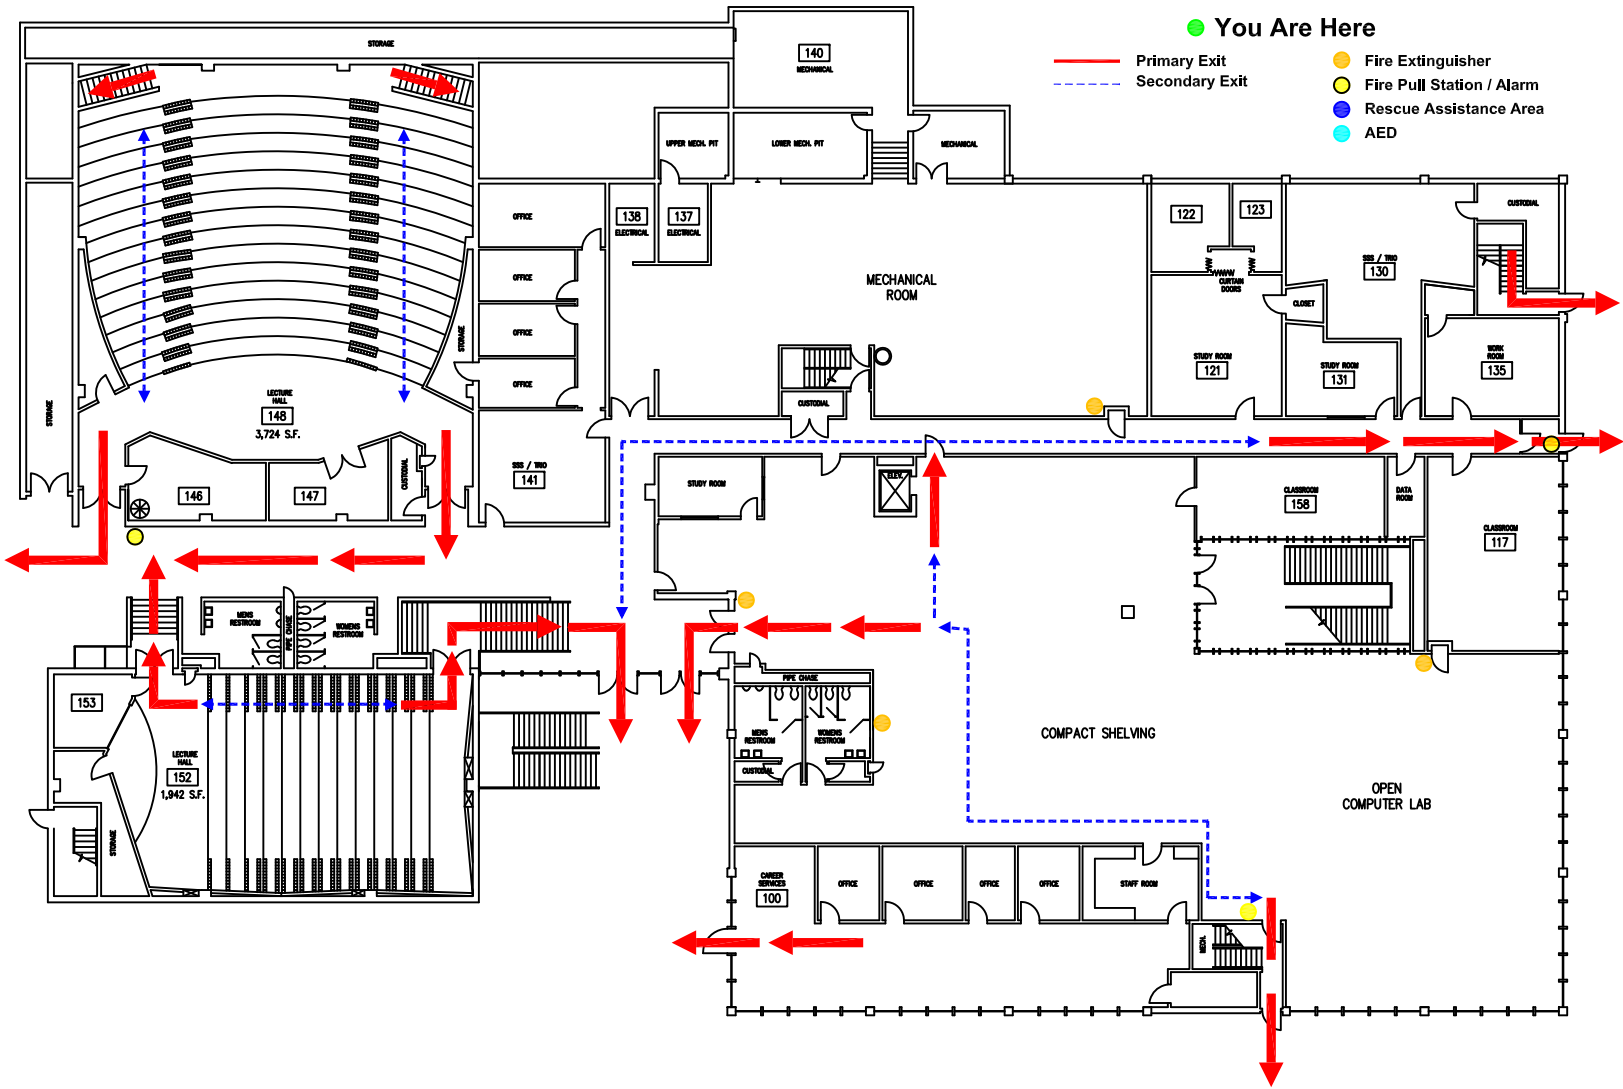 You Are Here
Primary Exit
Secondary Exit
Fire Extinguisher
Fire Pull Station / Alarm
Rescue Assistance Area
AED
STORAGE
140
MECHANICAL
UPPER MECH. PIT
LOWER MECH. PIT
MECHANICAL
OFFICE
138
ELECTRICAL
137
ELECTRICAL
122
123
CUSTODIAL
OFFICE
MECHANICAL
ROOM
CURTAIN
DOORS
SSS / TRIO
130
CLOSET
OFFICE
STORAGE
STUDY ROOM
121
STUDY ROOM
131
WORK
ROOM
135
OFFICE
STORAGE
LECTURE
HALL
148
3,724 S.F.
CUSTODIAL
146
147
CUSTODIAL
SSS / TRIO
141
STUDY ROOM
ELEV.
CLASSROOM
158
DATA
ROOM
CLASSROOM
117
MENS
RESTROOM
PIPE CHASE
WOMENS
RESTROOM
153
LECTURE
HALL
152
1,942 S.F.
STORAGE
PIPE CHASE
MENS
RESTROOM
WOMENS
RESTROOM
CUSTODIAL
COMPACT SHELVING
OPEN
COMPUTER LAB
CAREER
SERVICES
100
OFFICE
OFFICE
OFFICE
OFFICE
STAFF ROOM
MECH.